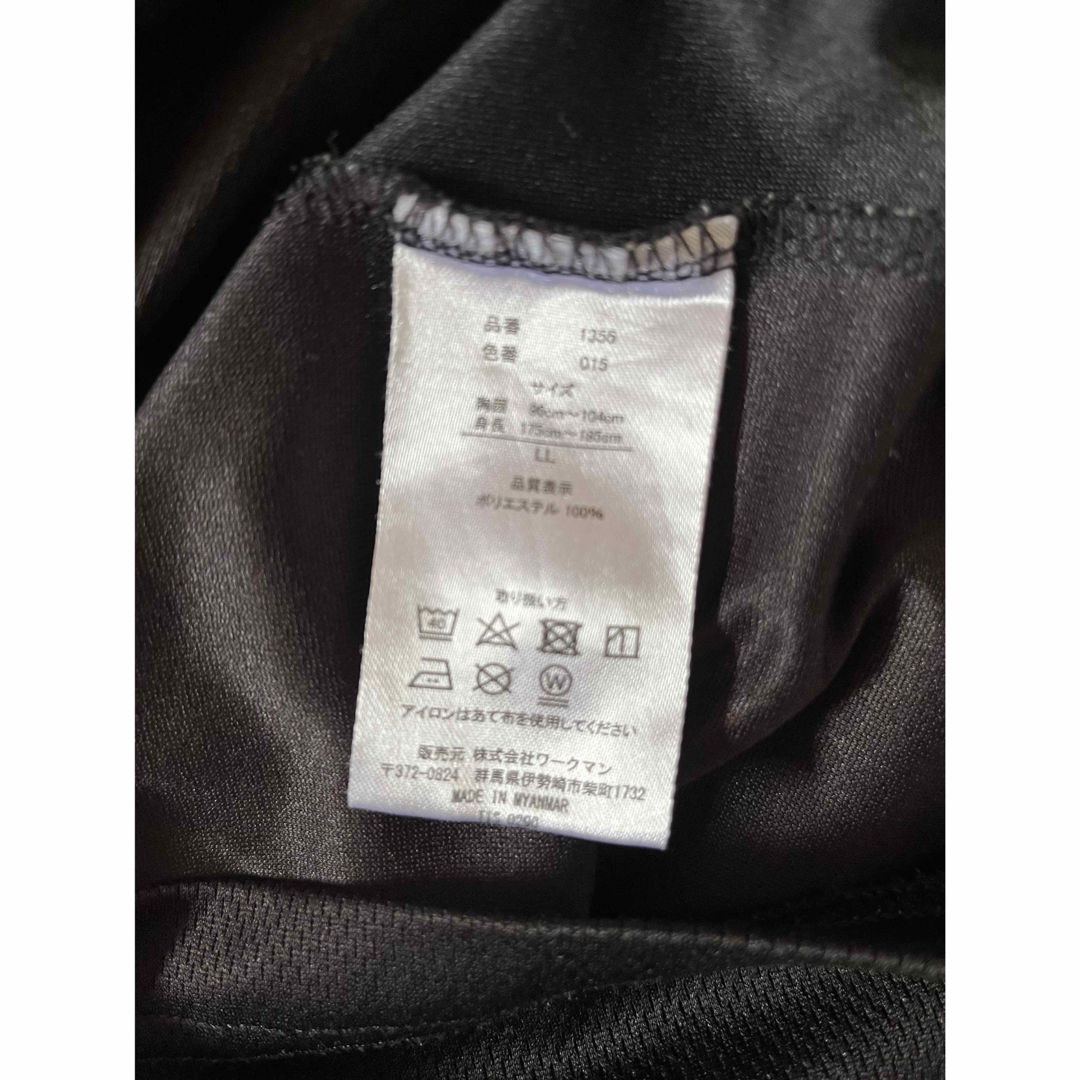 品番 1355
色番 015
サイズ
胸囲 96cm～104cm
身長 175cm～185cm
LL
品質表示
ポリエステル 100%
取り扱い方
40
W
アイロンはあて布を使用してください
販売元 株式会社ワークマン
〒372-0824 群馬県伊勢崎市柴町1732
MADE IN MYANMAR